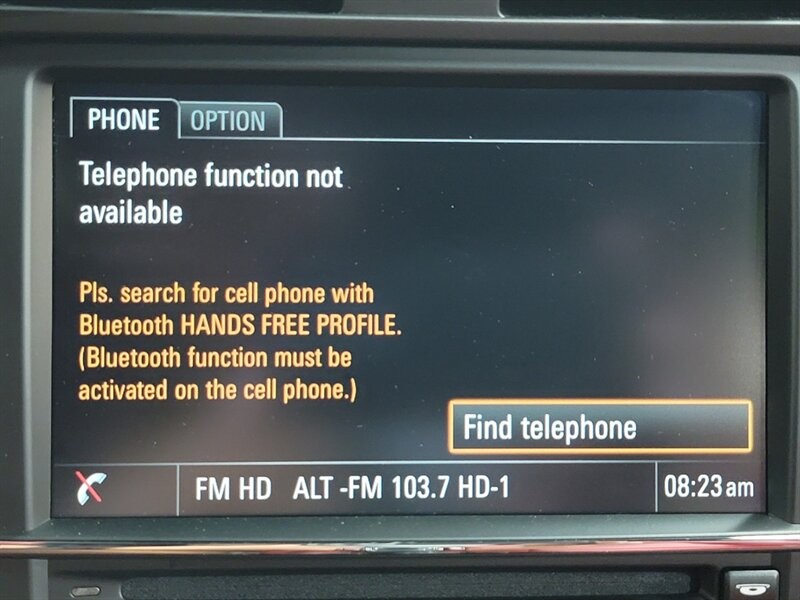 PHONE OPTION
Telephone function not
available
Pls. search for cell phone with
Bluetooth HANDS FREE PROFILE.
(Bluetooth function must be
activated on the cell phone.)
Find telephone
FM HD ALT -FM 103.7 HD-1 08:23 am